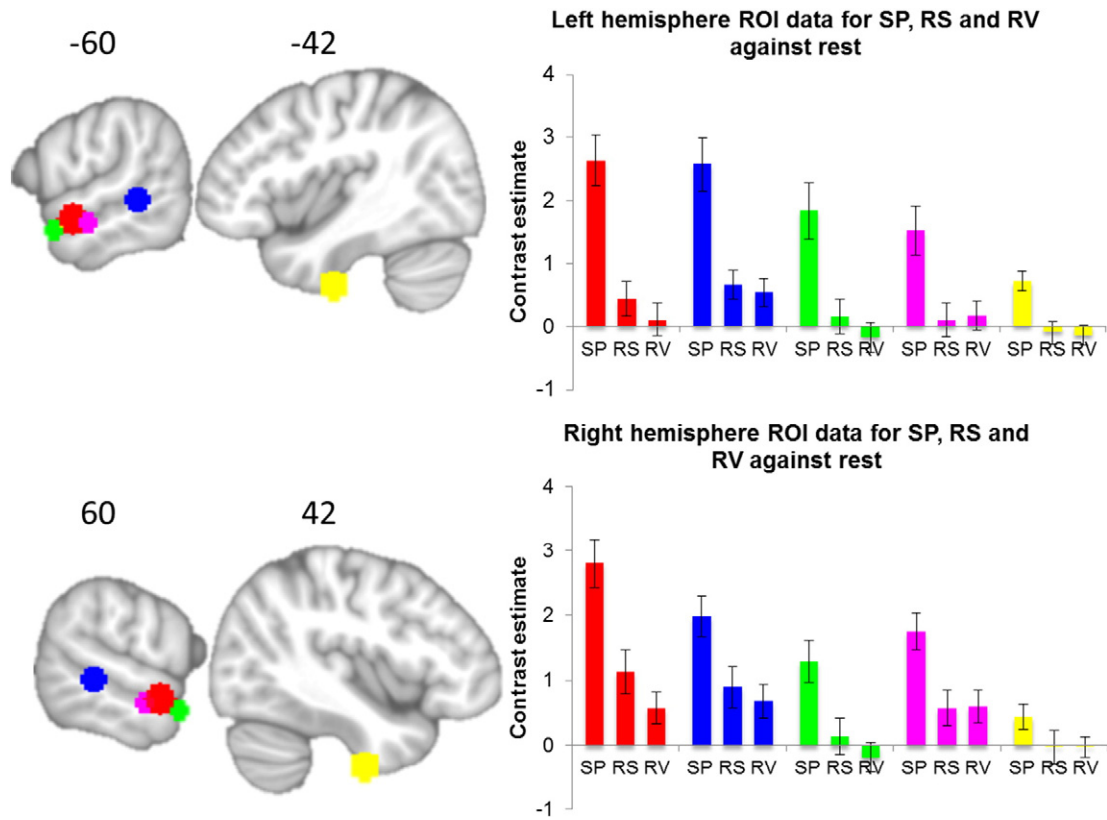 -60
-42
Left hemisphere ROI data for SP, RS and RV
against rest
Contrast estimate
4
3
2
1
0
-1
SP RS RV SP RS RV SP RS RV SP RS RV SP RS RV
60
42
Right hemisphere ROI data for SP, RS and
RV against rest
Contrast estimate
4
3
2
1
0
-1
SP RS RV SP RS RV SP RS RV SP RS RV SP RS RV